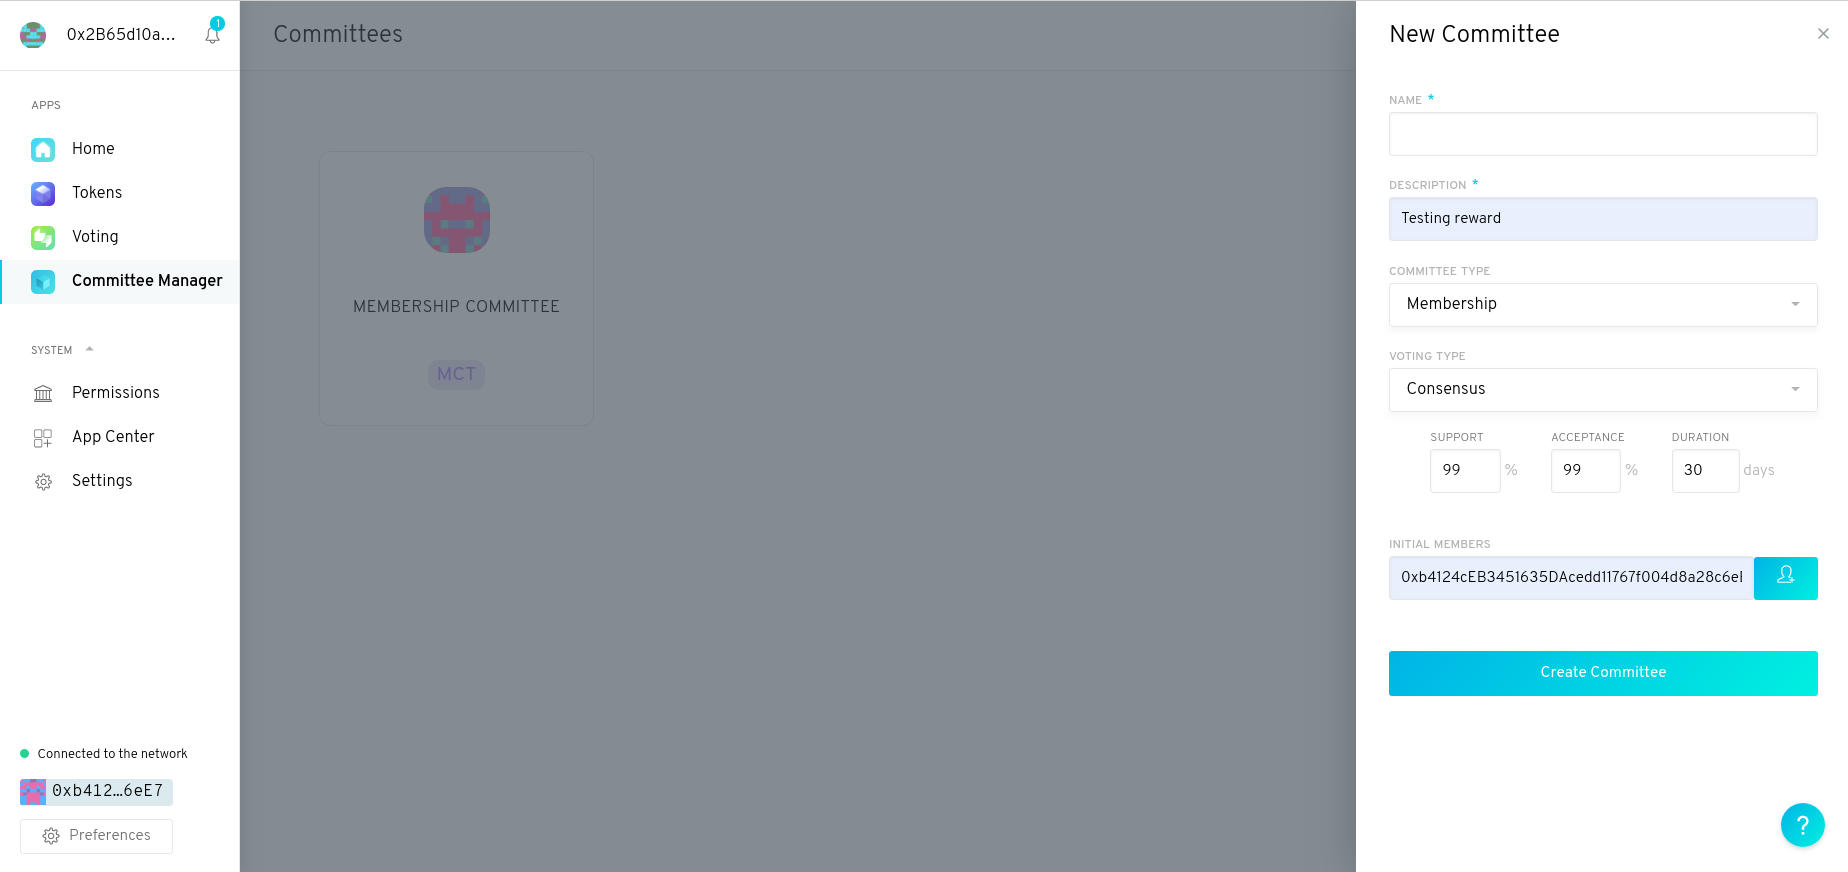 0x2B65d10a...
1
APPS
Home
Tokens
Voting
Committee Manager
SYSTEM
Permissions
App Center
Settings
Connected to the network
0xb412…6eE7
Preferences
Committees
MEMBERSHIP COMMITTEE
MCT
New Committee
NAME *
DESCRIPTION *
Testing reward
COMMITTEE TYPE
Membership
VOTING TYPE
Consensus
SUPPORT ACCEPTANCE DURATION
99 % 99 % 30 days
INITIAL MEMBERS
0xb4124cEB3451635DAcedd11767f004d8a28c6eE
Create Committee
?